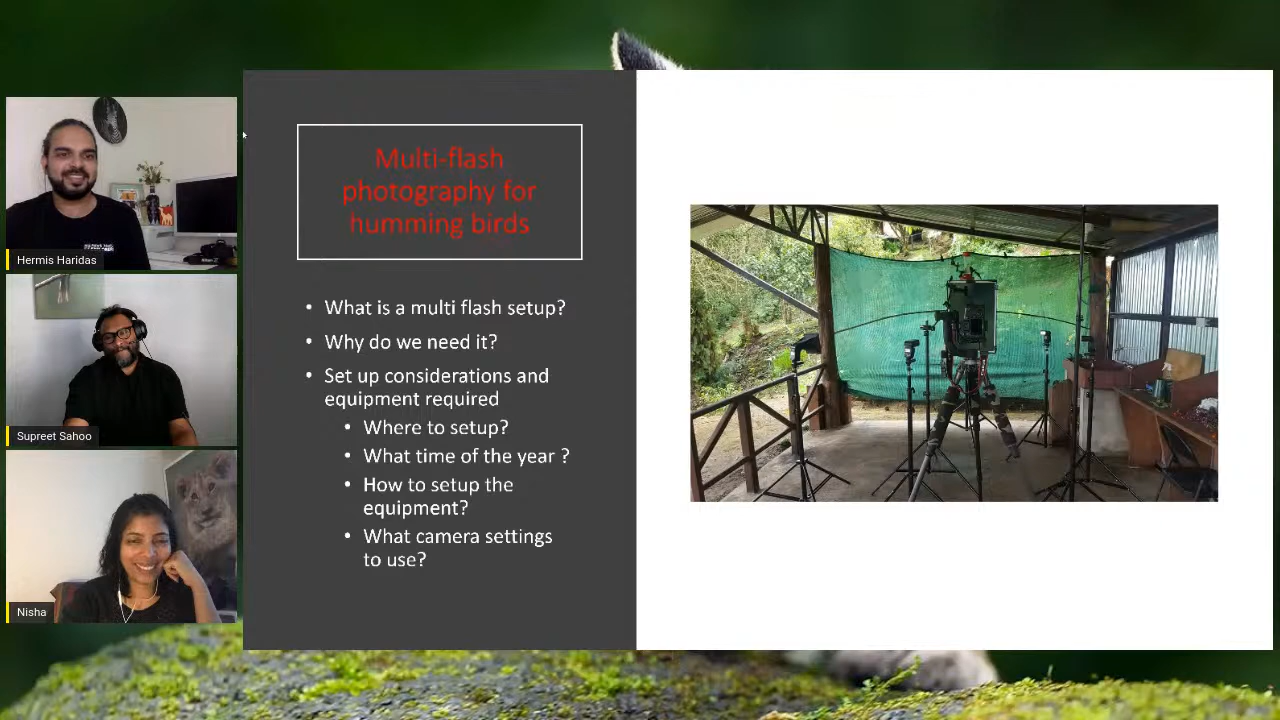 Multi-flash
photography for
humming birds
• What is a multi flash setup?
• Why do we need it?
• Set up considerations and
equipment required
• Where to setup?
• What time of the year ?
• How to setup the
equipment?
• What camera settings
to use?
Hermis Haridas
Supreet Sahoo
Nisha